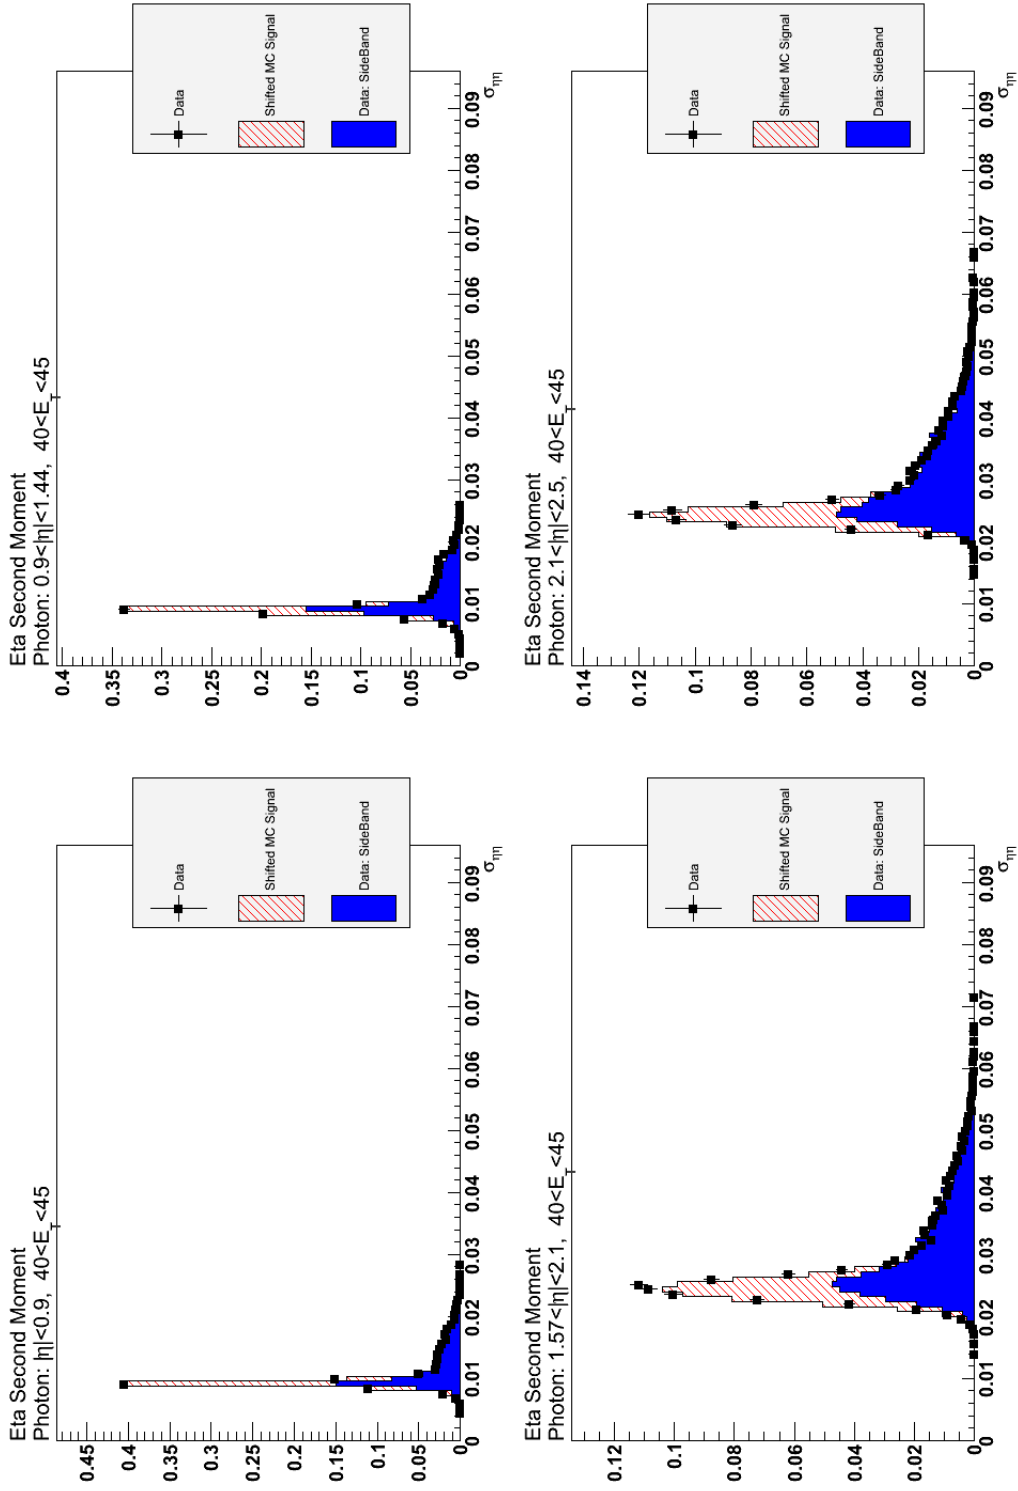 Eta Second Moment
Photon: |η|<0.9, 40<E_T<45
0.45
0.4
0.35
0.3
0.25
0.2
0.15
0.1
0.05
0
0 0.01 0.02 0.03 0.04 0.05 0.06 0.07 0.08 0.09
σηη
Data
Shifted MC Signal
Data: SideBand
Eta Second Moment
Photon: 0.9<|η|<1.44, 40<E_T<45
0.4
0.35
0.3
0.25
0.2
0.15
0.1
0.05
0
0 0.01 0.02 0.03 0.04 0.05 0.06 0.07 0.08 0.09
σηη
Data
Shifted MC Signal
Data: SideBand
Eta Second Moment
Photon: 1.57<|η|<2.1, 40<E_T<45
0.12
0.1
0.08
0.06
0.04
0.02
0
0 0.01 0.02 0.03 0.04 0.05 0.06 0.07 0.08 0.09
σηη
Data
Shifted MC Signal
Data: SideBand
Eta Second Moment
Photon: 2.1<|η|<2.5, 40<E_T<45
0.14
0.12
0.1
0.08
0.06
0.04
0.02
0
0 0.01 0.02 0.03 0.04 0.05 0.06 0.07 0.08 0.09
σηη
Data
Shifted MC Signal
Data: SideBand